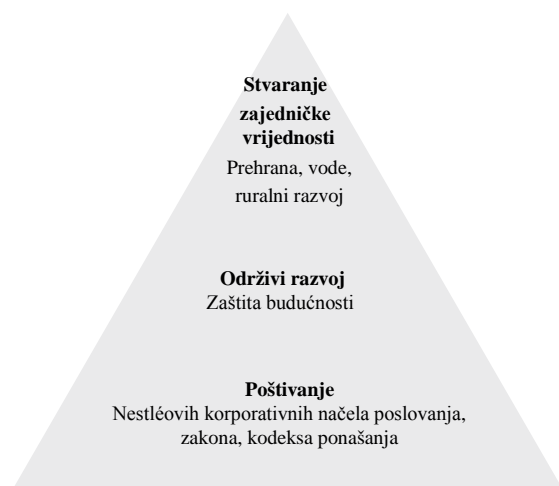 Stvaranje
zajedničke
vrijednosti
Prehrana, vode,
ruralni razvoj
Održivi razvoj
Zaštita budućnosti
Poštivanje
Nestléovih korporativnih načela poslovanja,
zakona, kodeksa ponašanja